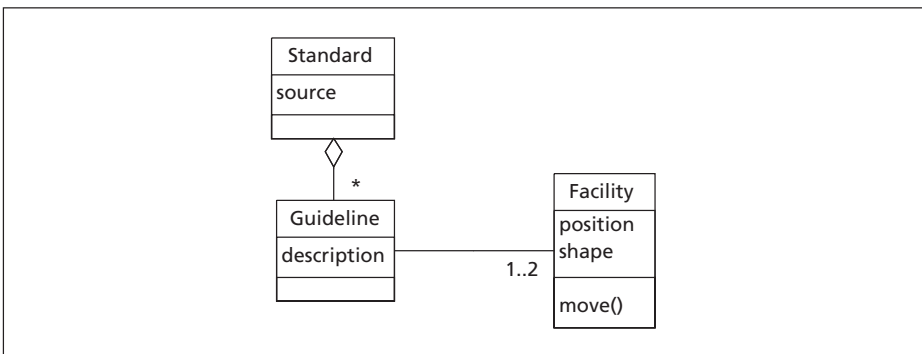 Standard
source
*
Guideline
description
1..2
Facility
position
shape
move()